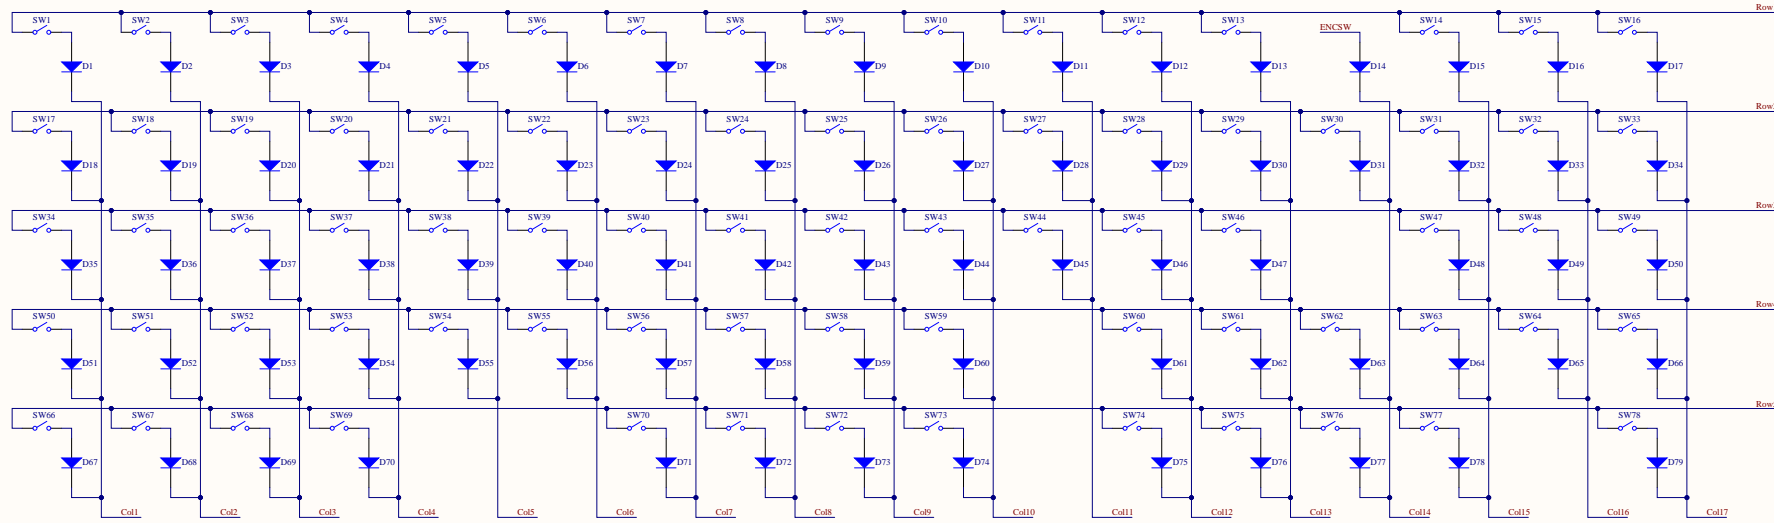 Row
SW1 SW2 SW3 SW4 SW5 SW6 SW7 SW8 SW9 SW10 SW11 SW12 SW13 ENCSW SW14 SW15 SW16
D1 D2 D3 D4 D5 D6 D7 D8 D9 D10 D11 D12 D13 D14 D15 D16 D17
Row
SW17 SW18 SW19 SW20 SW21 SW22 SW23 SW24 SW25 SW26 SW27 SW28 SW29 SW30 SW31 SW32 SW33
D18 D19 D20 D21 D22 D23 D24 D25 D26 D27 D28 D29 D30 D31 D32 D33 D34
Row
SW34 SW35 SW36 SW37 SW38 SW39 SW40 SW41 SW42 SW43 SW44 SW45 SW46 SW47 SW48 SW49
D35 D36 D37 D38 D39 D40 D41 D42 D43 D44 D45 D46 D47 D48 D49 D50
Row
SW50 SW51 SW52 SW53 SW54 SW55 SW56 SW57 SW58 SW59 SW60 SW61 SW62 SW63 SW64 SW65
D51 D52 D53 D54 D55 D56 D57 D58 D59 D60 D61 D62 D63 D64 D65 D66
Row
SW66 SW67 SW68 SW69 SW70 SW71 SW72 SW73 SW74 SW75 SW76 SW77 SW78
D67 D68 D69 D70 D71 D72 D73 D74 D75 D76 D77 D78 D79
Col1 Col2 Col3 Col4 Col5 Col6 Col7 Col8 Col9 Col10 Col11 Col12 Col13 Col14 Col15 Col16 Col17